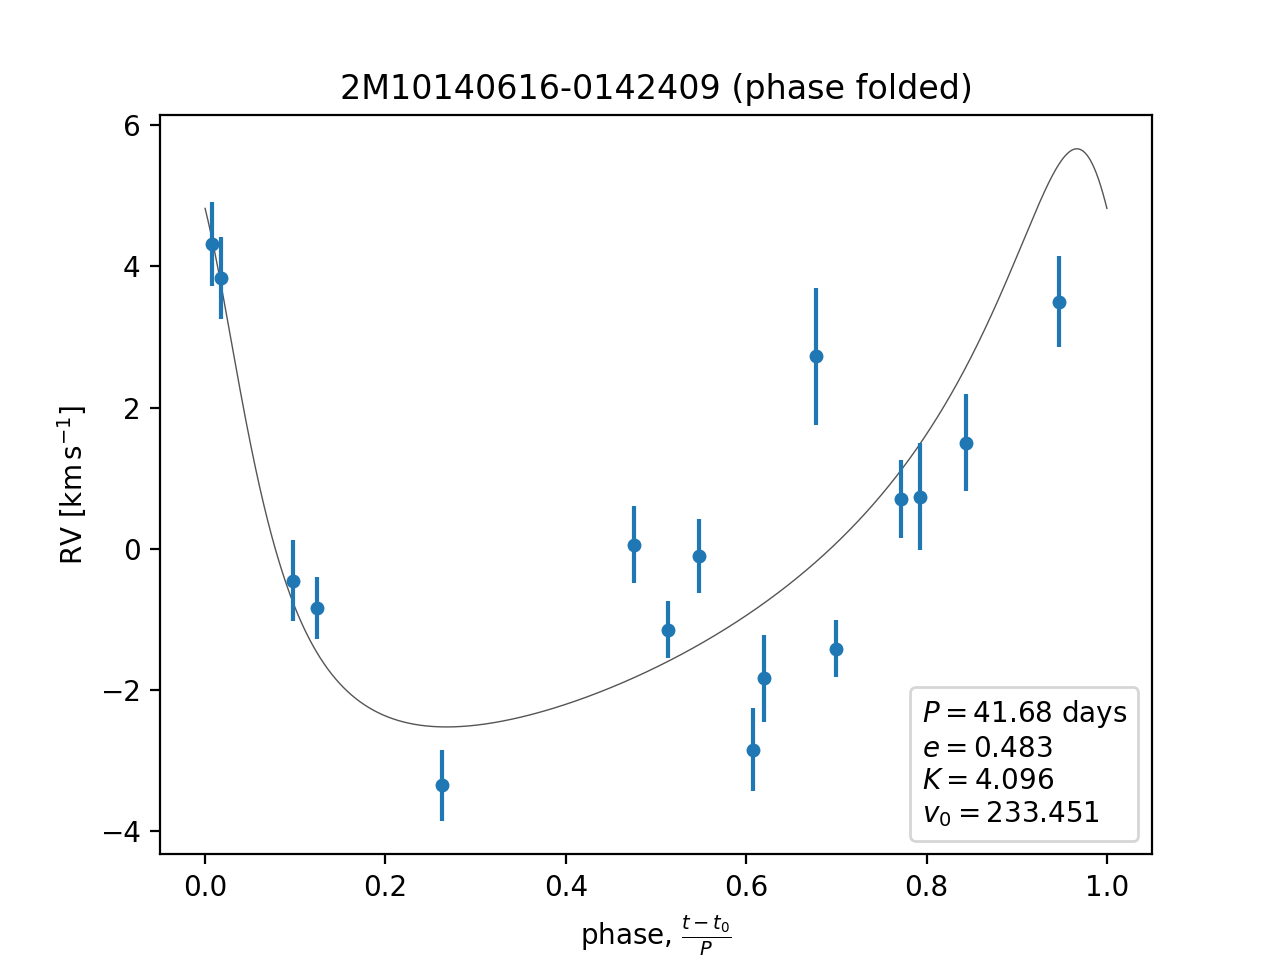 2M10140616-0142409 (phase folded)
RV [km s⁻¹]
6
4
2
0
−2
−4
P = 41.68 days
e = 0.483
K = 4.096
v₀ = 233.451
0.0 0.2 0.4 0.6 0.8 1.0
phase, (t − t₀)/P